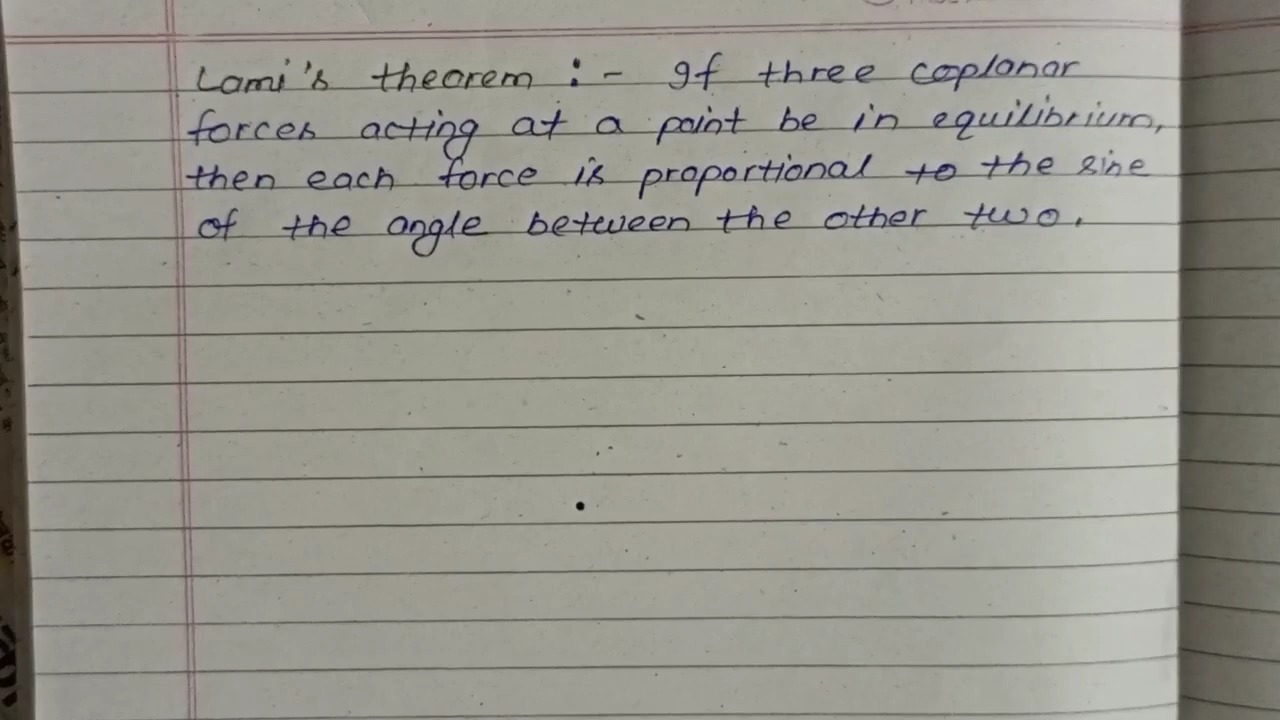 Lami's theorem :- If three coplanar
forces acting at a point be in equilibrium,
then each force is proportional to the sine
of the angle between the other two.